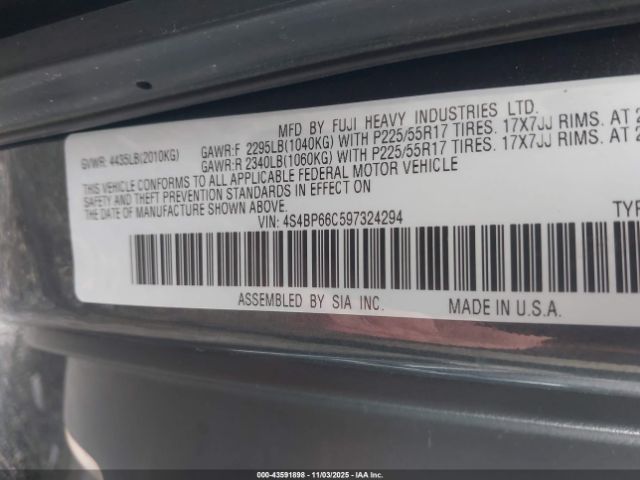 MFD BY FUJI HEAVY INDUSTRIES LTD.
GVWR: 4435LB(2010KG) GAWR:F 2295LB(1040KG) WITH P225/55R17 TIRES. 17X7JJ RIMS. AT 2
GAWR:R 2340LB(1060KG) WITH P225/55R17 TIRES. 17X7JJ RIMS. AT 2
THIS VEHICLE CONFORMS TO ALL APPLICABLE FEDERAL MOTOR VEHICLE
SAFETY AND THEFT PREVENTION STANDARDS IN EFFECT ON THE
DATE OF MANUFACTURE SHOWN ABOVE.
VIN: 4S4BP66C597324294 TYP
ASSEMBLED BY SIA INC. MADE IN U.S.A.
000-43591898 - 11/03/2025 - IAA Inc.